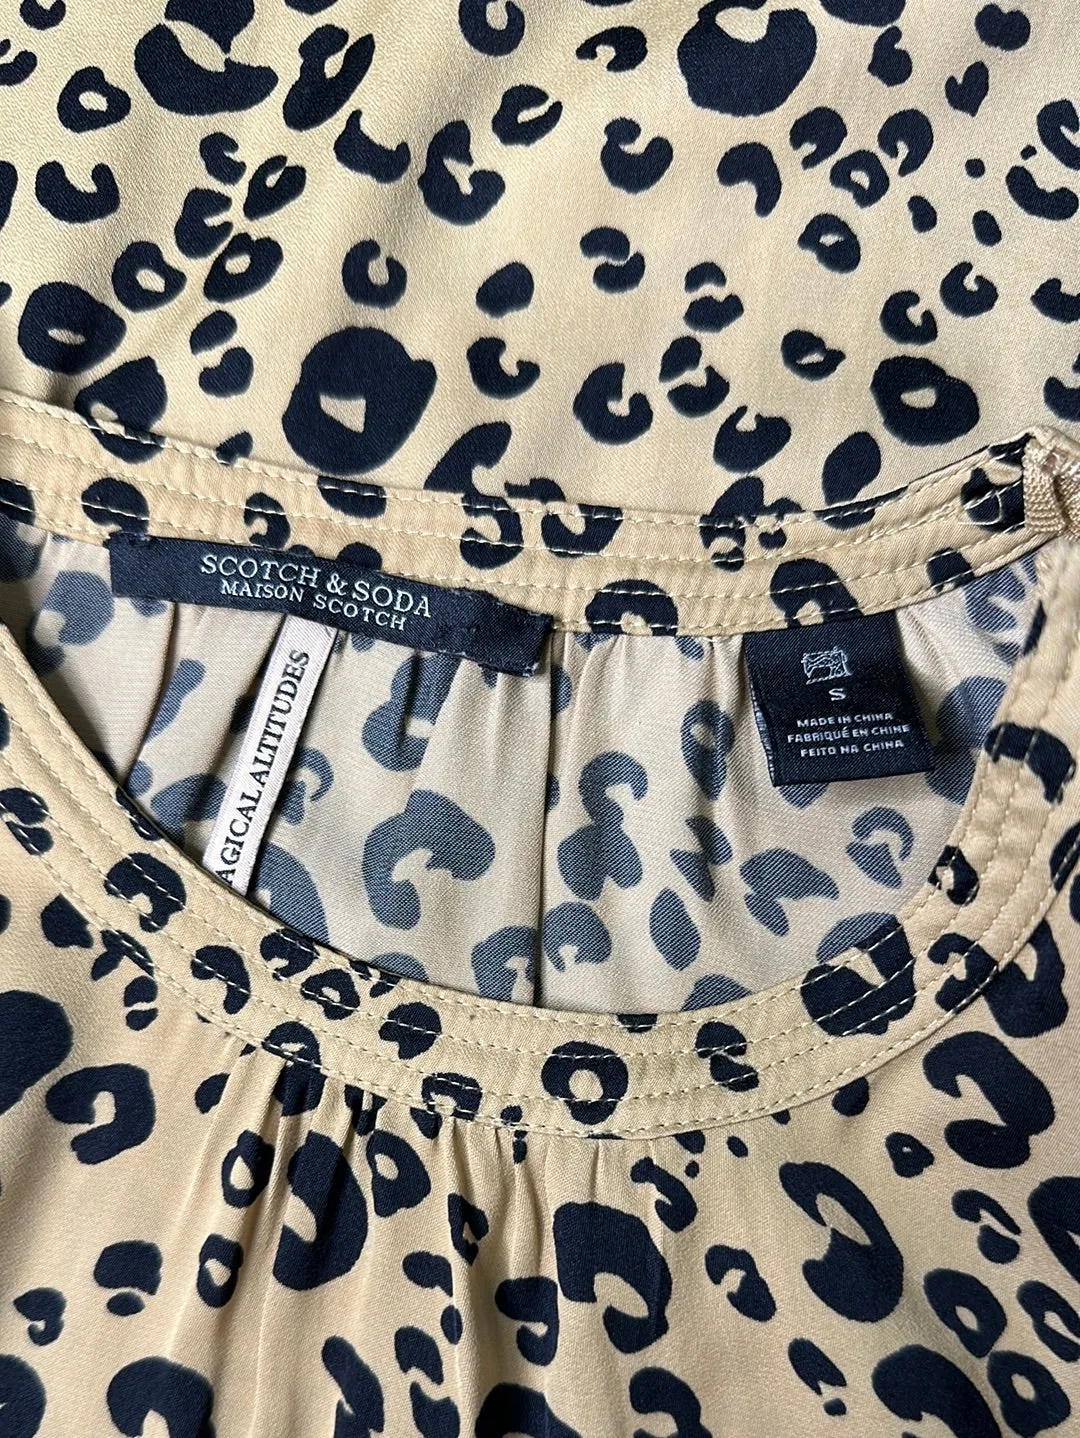 SCOTCH & SODA
MAISON SCOTCH
AGICAL ALTITUDES
S
MADE IN CHINA
FABRIQUÉ EN CHINE
FEITO NA CHINA